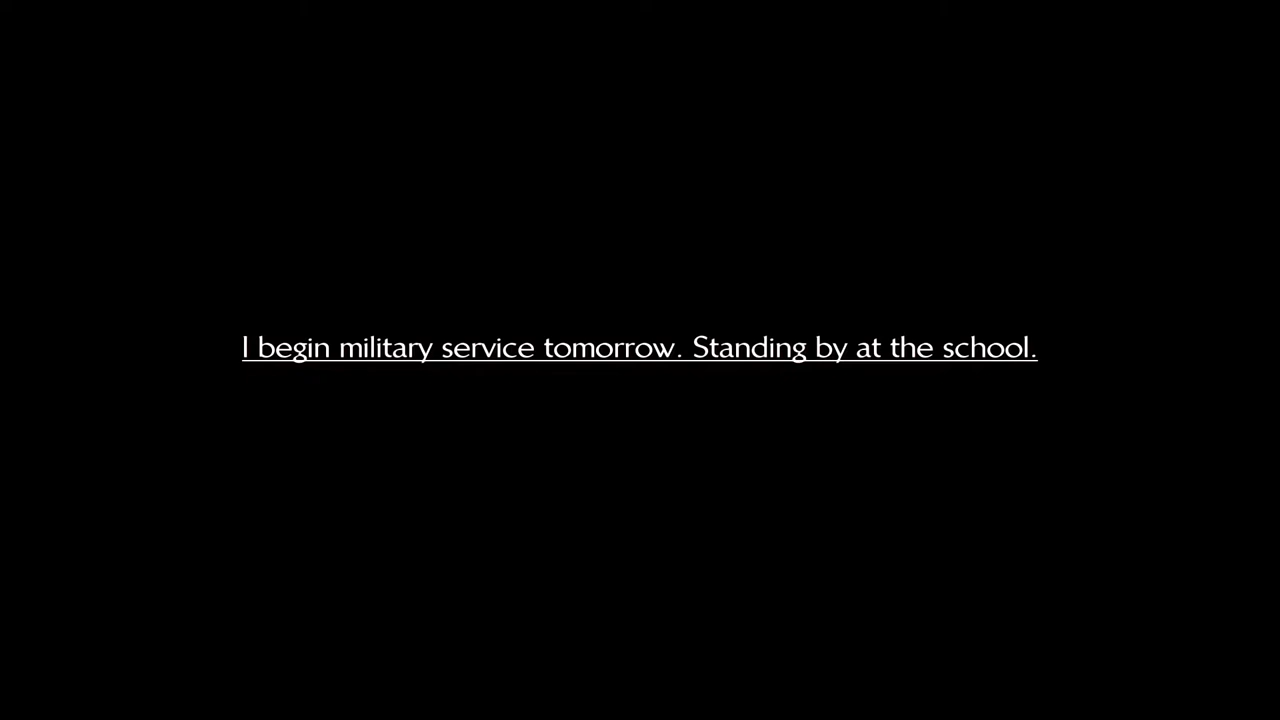 I begin military service tomorrow. Standing by at the school.